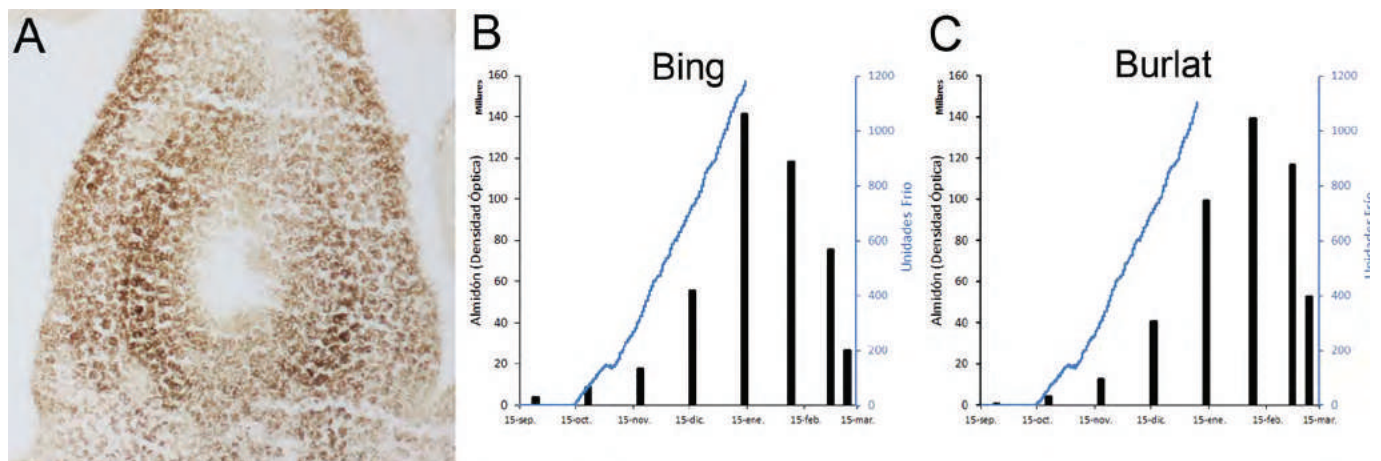 A
B
Bing
Almidón (Densidad Óptica)
Millares
160
140
120
100
80
60
40
20
0
15-sep.
15-oct.
15-nov.
15-dic.
15-ene.
15-feb.
15-mar.
1200
1000
800
600
400
200
0
Unidades Frío
C
Burlat
Almidón (Densidad Óptica)
Millares
160
140
120
100
80
60
40
20
0
15-sep.
15-oct.
15-nov.
15-dic.
15-ene.
15-feb.
15-mar.
1200
1000
800
600
400
200
0
Unidades Frío